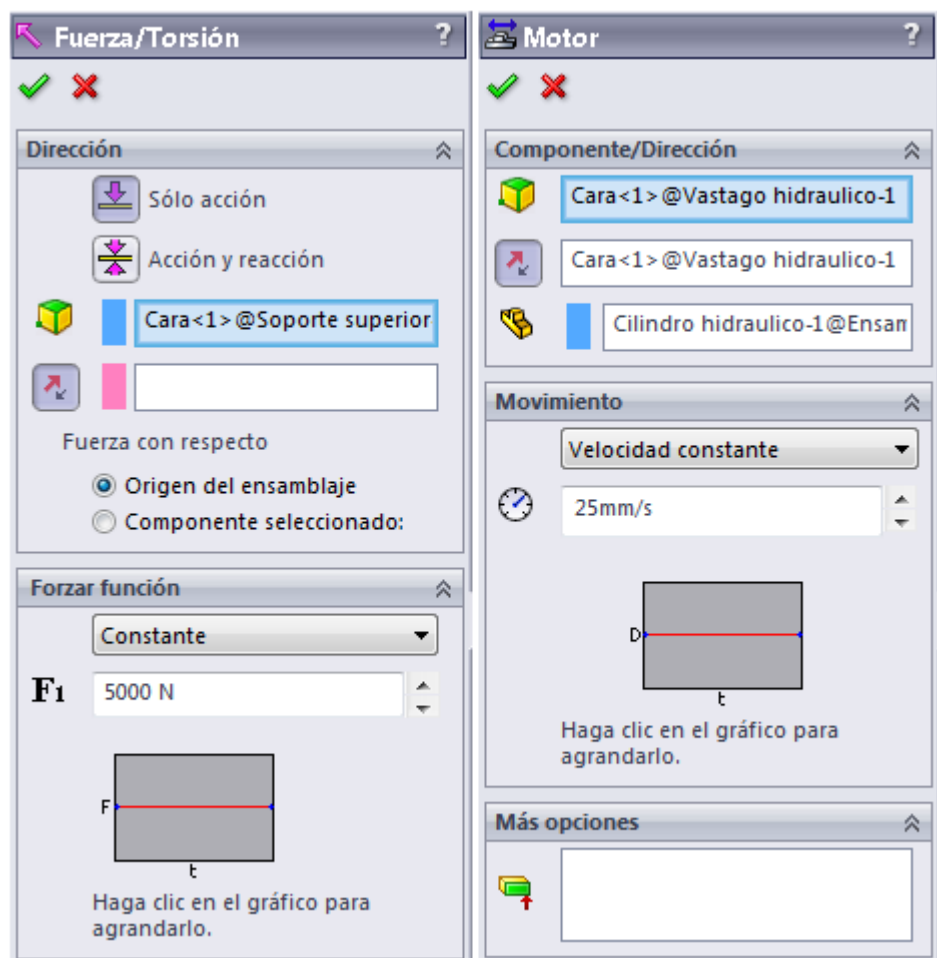 Fuerza/Torsión ?
Dirección
Sólo acción
Acción y reacción
Cara<1>@Soporte superior
Fuerza con respecto
Origen del ensamblaje
Componente seleccionado:
Forzar función
Constante
F1 5000 N
F
t
Haga clic en el gráfico para
agrandarlo.
Motor ?
Componente/Dirección
Cara<1>@Vastago hidraulico-1
Cara<1>@Vastago hidraulico-1
Cilindro hidraulico-1@Ensam
Movimiento
Velocidad constante
25mm/s
D
t
Haga clic en el gráfico para
agrandarlo.
Más opciones